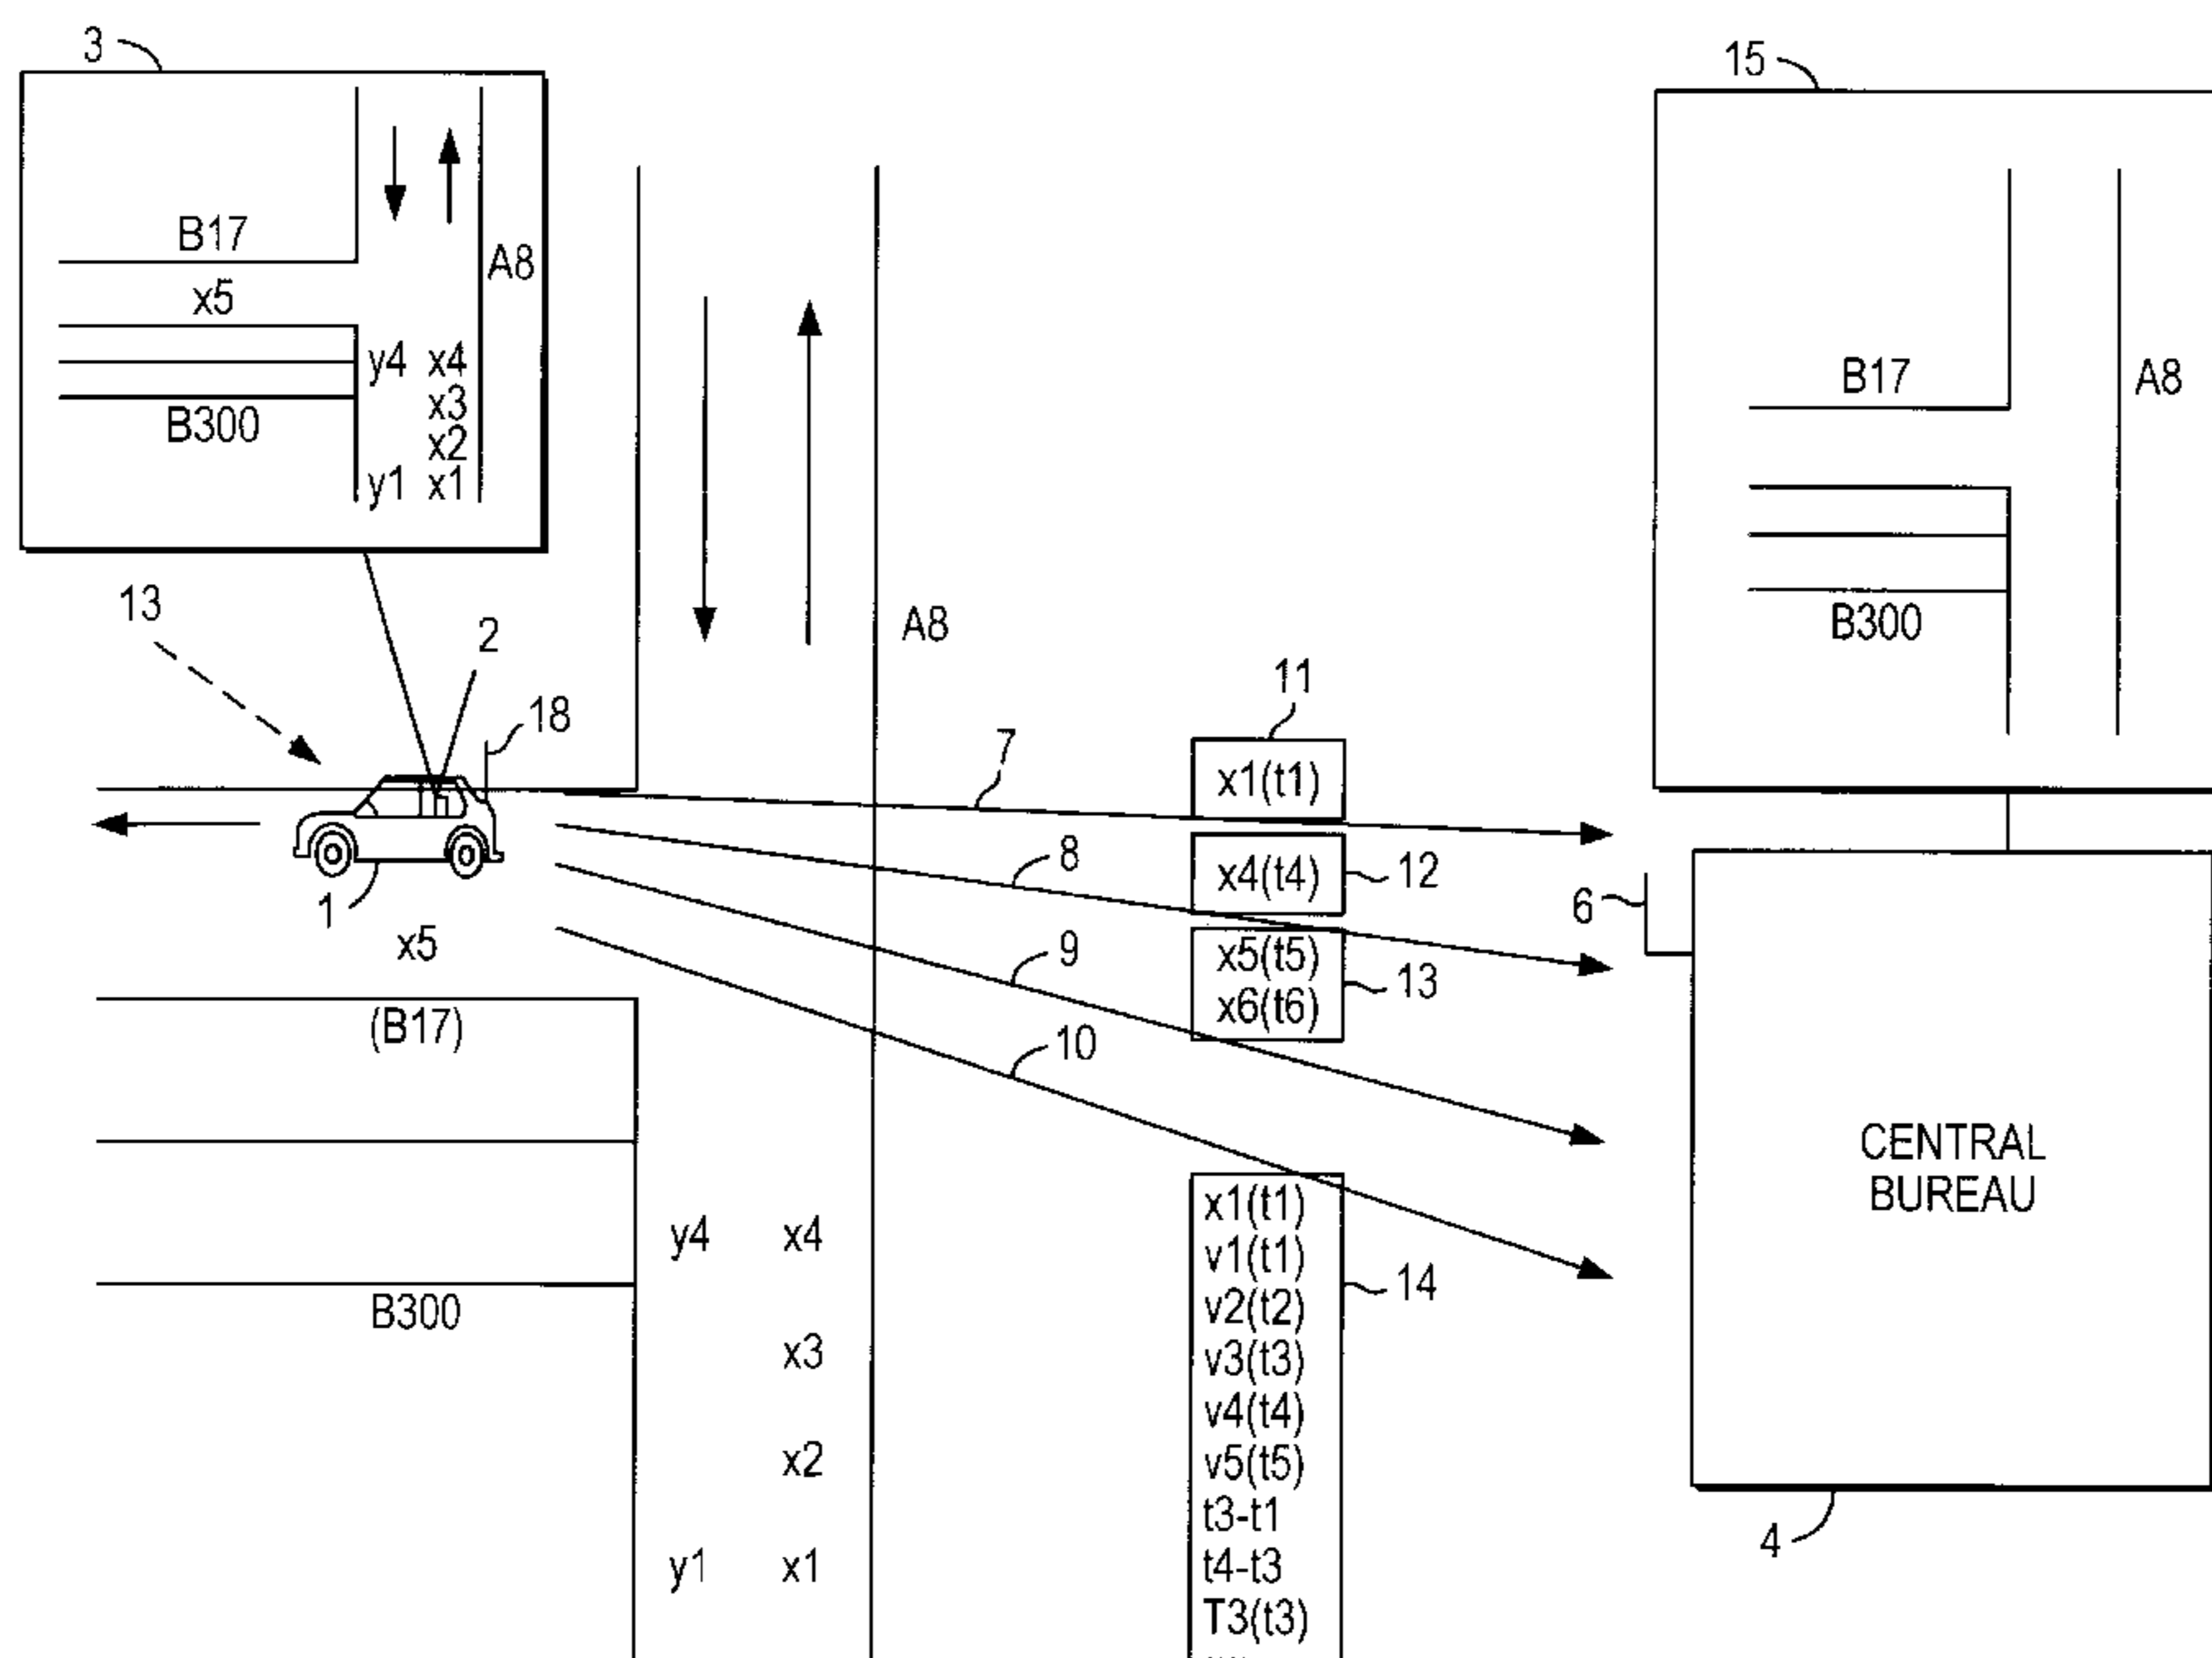 3
B17
x5
A8
y4 x4
x3
B300
x2
y1 x1
15
B17
A8
B300
13
2
18
A8
11
x1(t1)
7
8
x4(t4)
12
1
6
x5
9
x5(t5)
x6(t6)
13
(B17)
10
CENTRAL
BUREAU
y4 x4
B300
x3
x2
y1 x1
x1(t1)
v1(t1)
v2(t2)
v3(t3)
v4(t4)
v5(t5)
t3-t1
t4-t3
T3(t3)
14
4